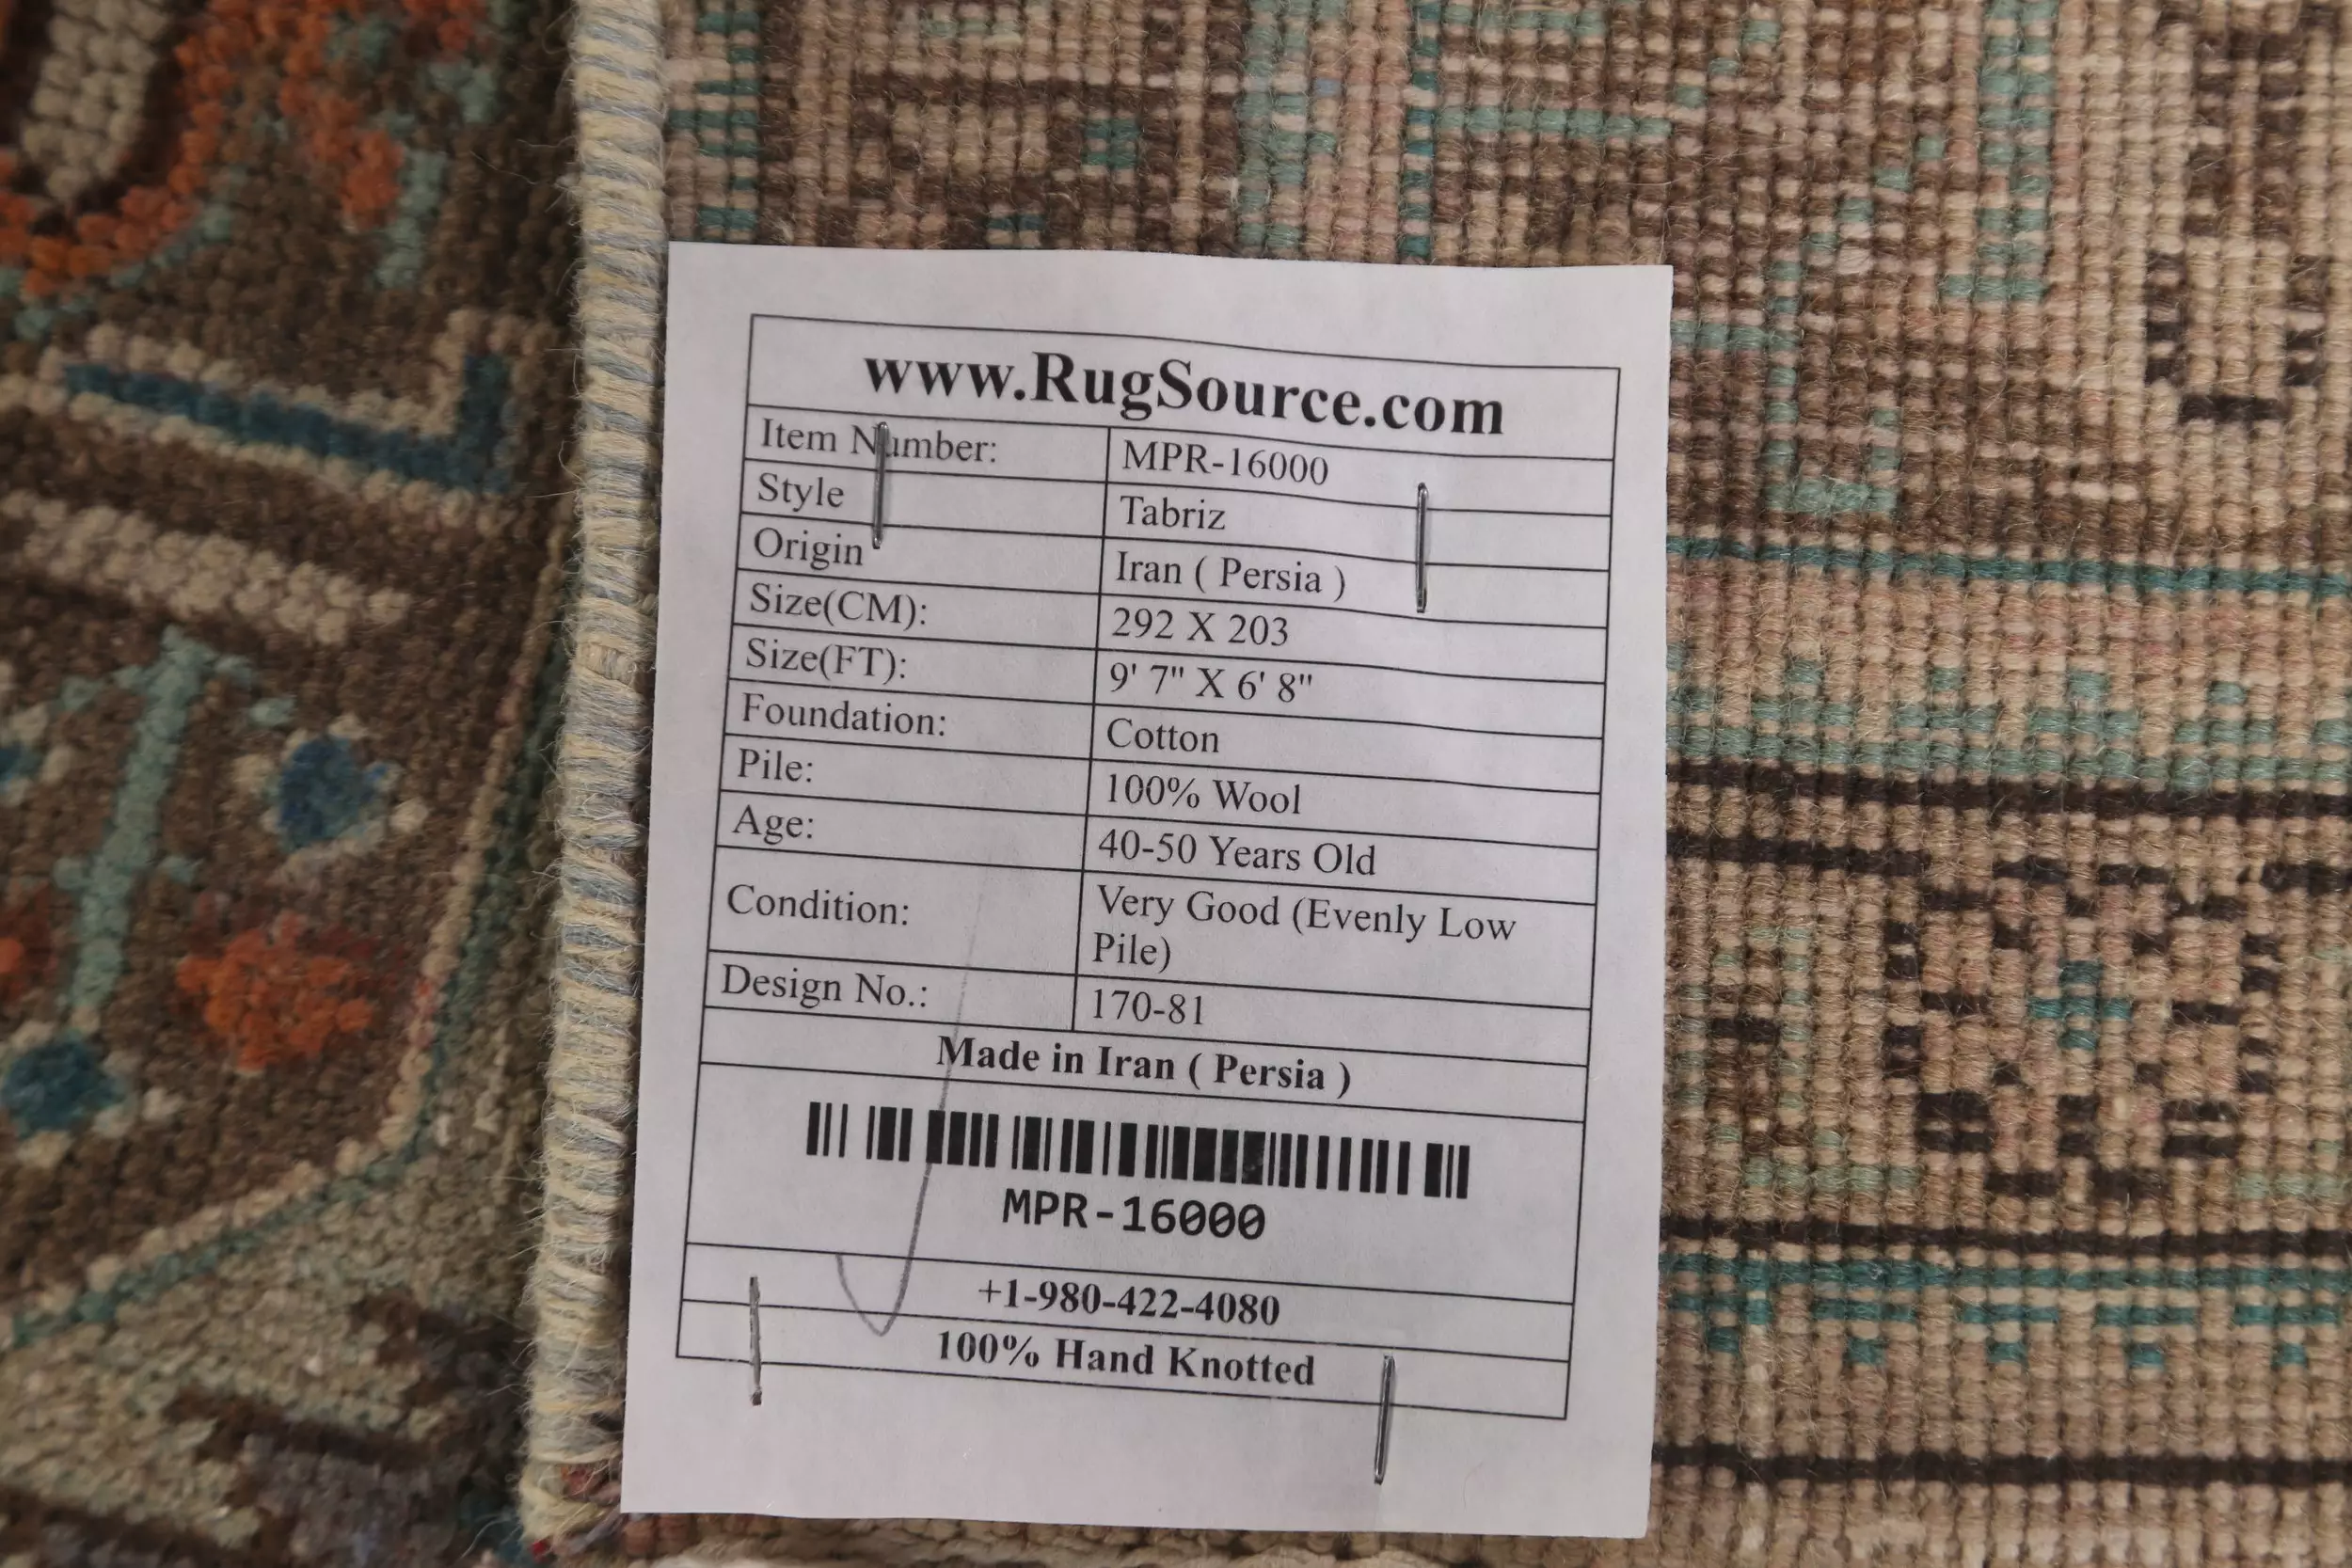 www.RugSource.com
Item Number: MPR-16000
Style Tabriz
Origin Iran ( Persia )
Size(CM): 292 X 203
Size(FT): 9' 7" X 6' 8"
Foundation: Cotton
Pile: 100% Wool
Age: 40-50 Years Old
Condition: Very Good (Evenly Low
Pile)
Design No.: 170-81
Made in Iran ( Persia )
MPR-16000
+1-980-422-4080
100% Hand Knotted